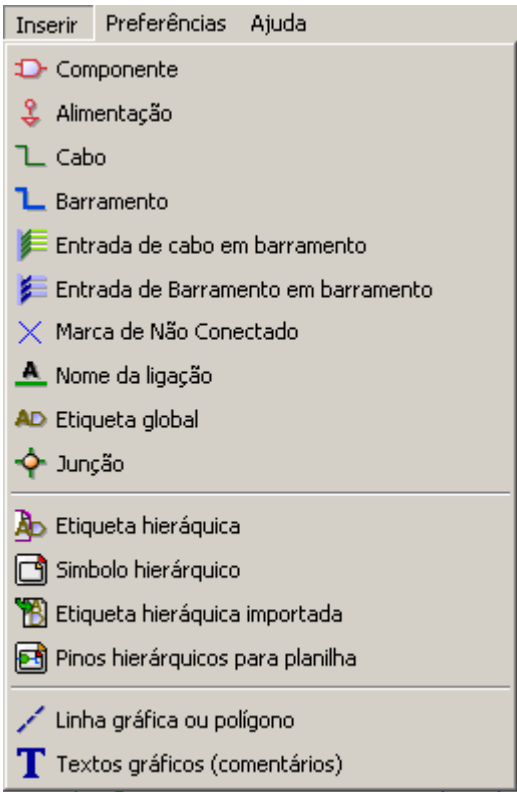 Inserir Preferências Ajuda
Componente
Alimentação
Cabo
Barramento
Entrada de cabo em barramento
Entrada de Barramento em barramento
Marca de Não Conectado
Nome da ligação
Etiqueta global
Junção
Etiqueta hieráquica
Simbolo hierárquico
Etiqueta hieráquica importada
Pinos hierárquicos para planilha
Linha gráfica ou polígono
Textos gráficos (comentários)